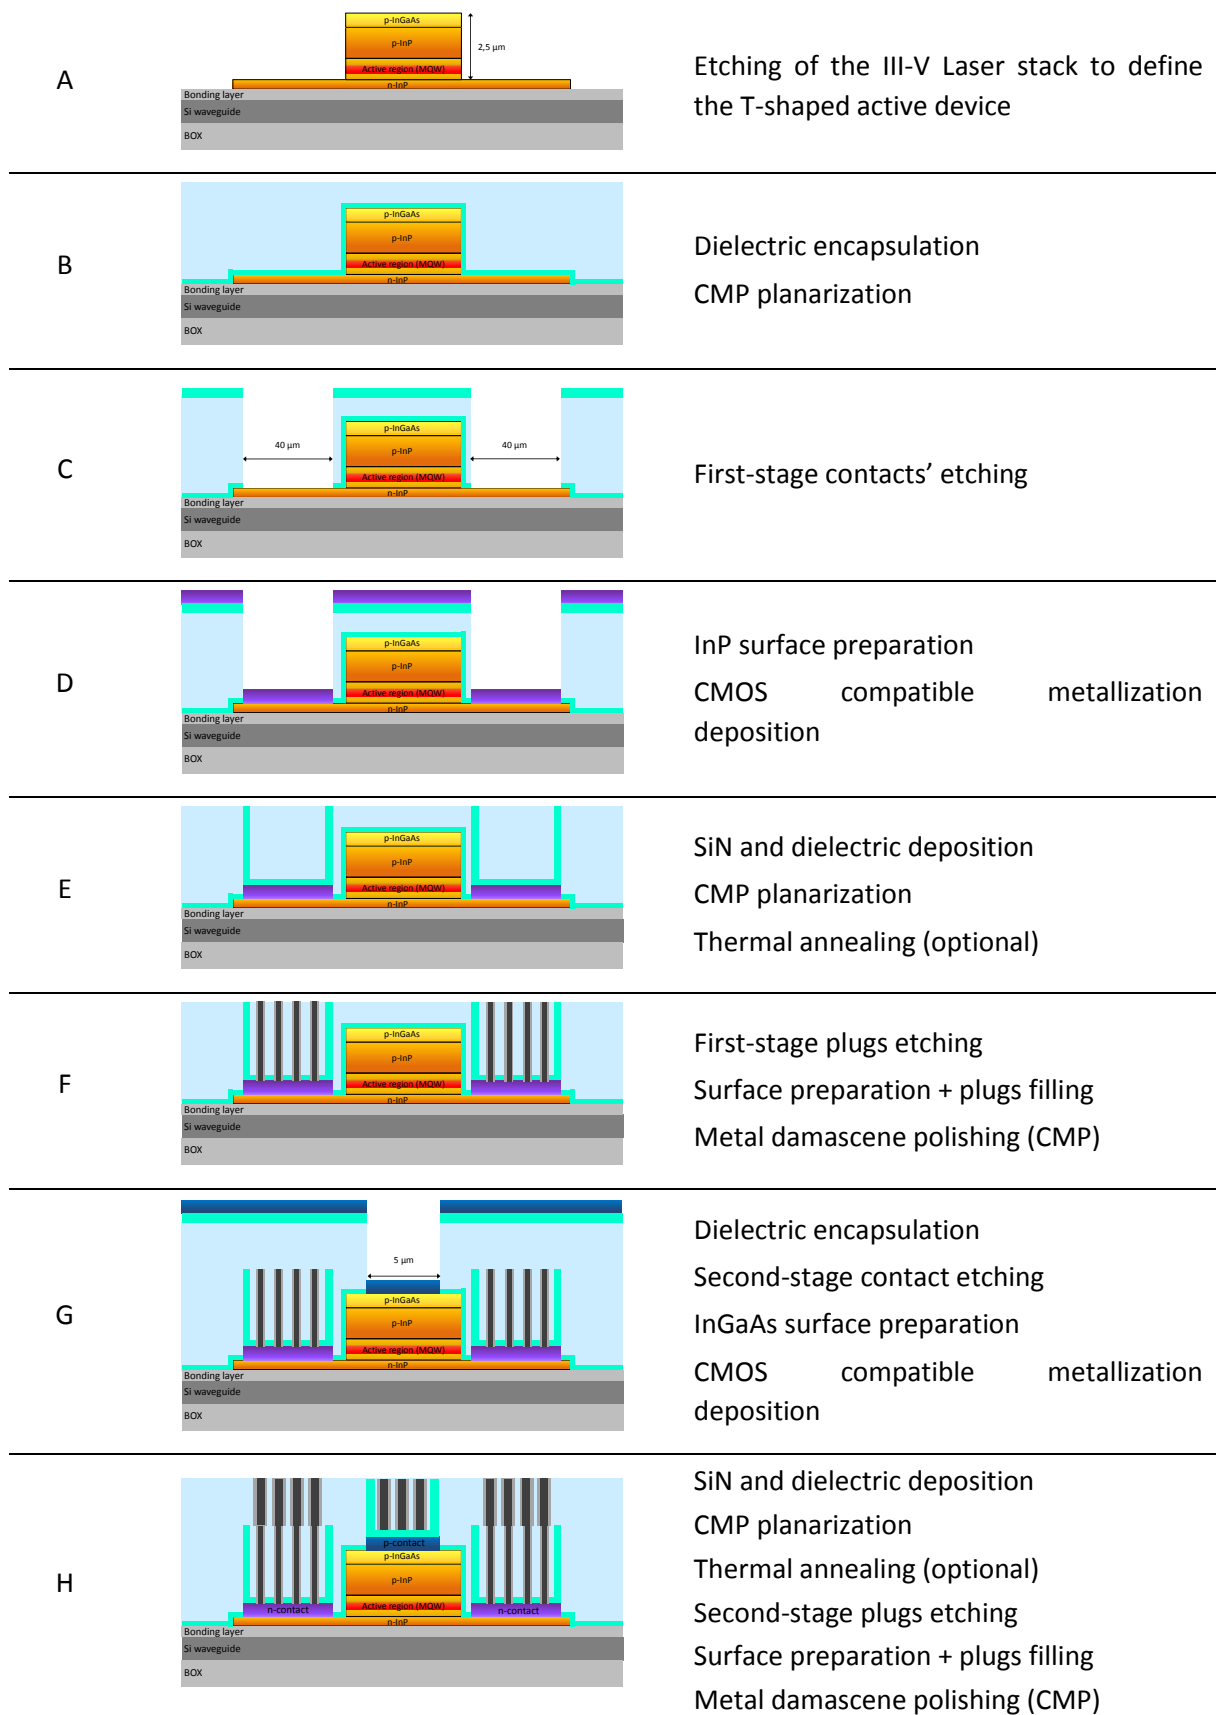 A
p-InGaAs
p-InP
2,5 µm
Active region (MQW)
n-InP
Bonding layer
Si waveguide
BOX
Etching of the III-V Laser stack to define
the T-shaped active device
B
p-InGaAs
p-InP
Active region (MQW)
n-InP
Bonding layer
Si waveguide
BOX
Dielectric encapsulation
CMP planarization
C
40 µm
40 µm
p-InGaAs
p-InP
Active region (MQW)
n-InP
Bonding layer
Si waveguide
BOX
First-stage contacts’ etching
D
p-InGaAs
p-InP
Active region (MQW)
n-InP
Bonding layer
Si waveguide
BOX
InP surface preparation
CMOS compatible metallization
deposition
E
p-InGaAs
p-InP
Active region (MQW)
n-InP
Bonding layer
Si waveguide
BOX
SiN and dielectric deposition
CMP planarization
Thermal annealing (optional)
F
p-InGaAs
p-InP
Active region (MQW)
n-InP
Bonding layer
Si waveguide
BOX
First-stage plugs etching
Surface preparation + plugs filling
Metal damascene polishing (CMP)
G
5 µm
p-InGaAs
p-InP
Active region (MQW)
n-InP
Bonding layer
Si waveguide
BOX
Dielectric encapsulation
Second-stage contact etching
InGaAs surface preparation
CMOS compatible metallization
deposition
H
p-contact
p-InGaAs
p-InP
Active region (MQW)
n-contact
n-contact
n-InP
Bonding layer
Si waveguide
BOX
SiN and dielectric deposition
CMP planarization
Thermal annealing (optional)
Second-stage plugs etching
Surface preparation + plugs filling
Metal damascene polishing (CMP)